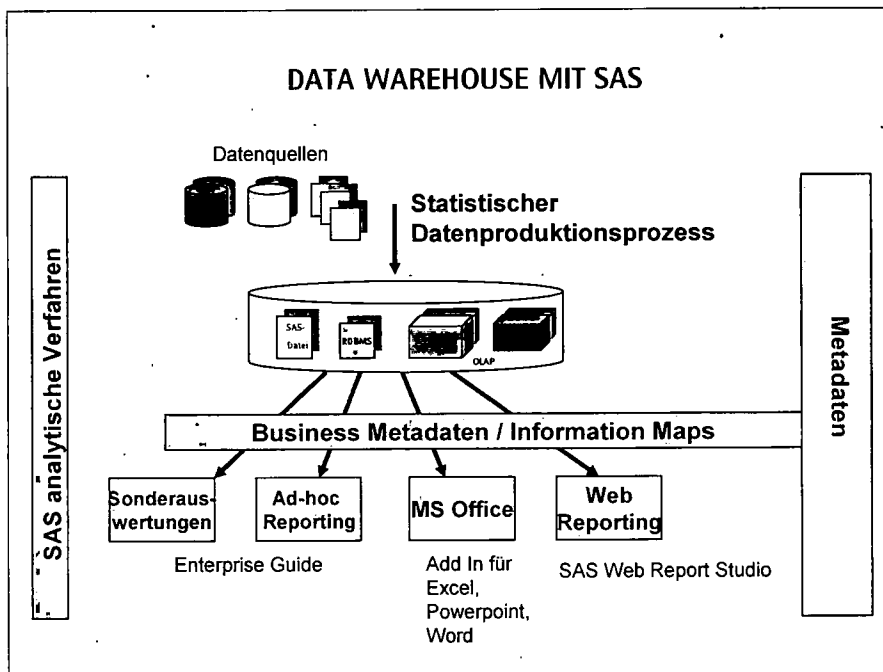 DATA WAREHOUSE MIT SAS
Datenquellen
Statistischer
Datenproduktionsprozess
SAS analytische Verfahren
Metadaten
SAS-
Datei
RDBMS
OLAP
Business Metadaten / Information Maps
Sonderaus-
wertungen
Ad-hoc
Reporting
MS Office
Web
Reporting
Enterprise Guide
Add In für
Excel,
Powerpoint,
Word
SAS Web Report Studio